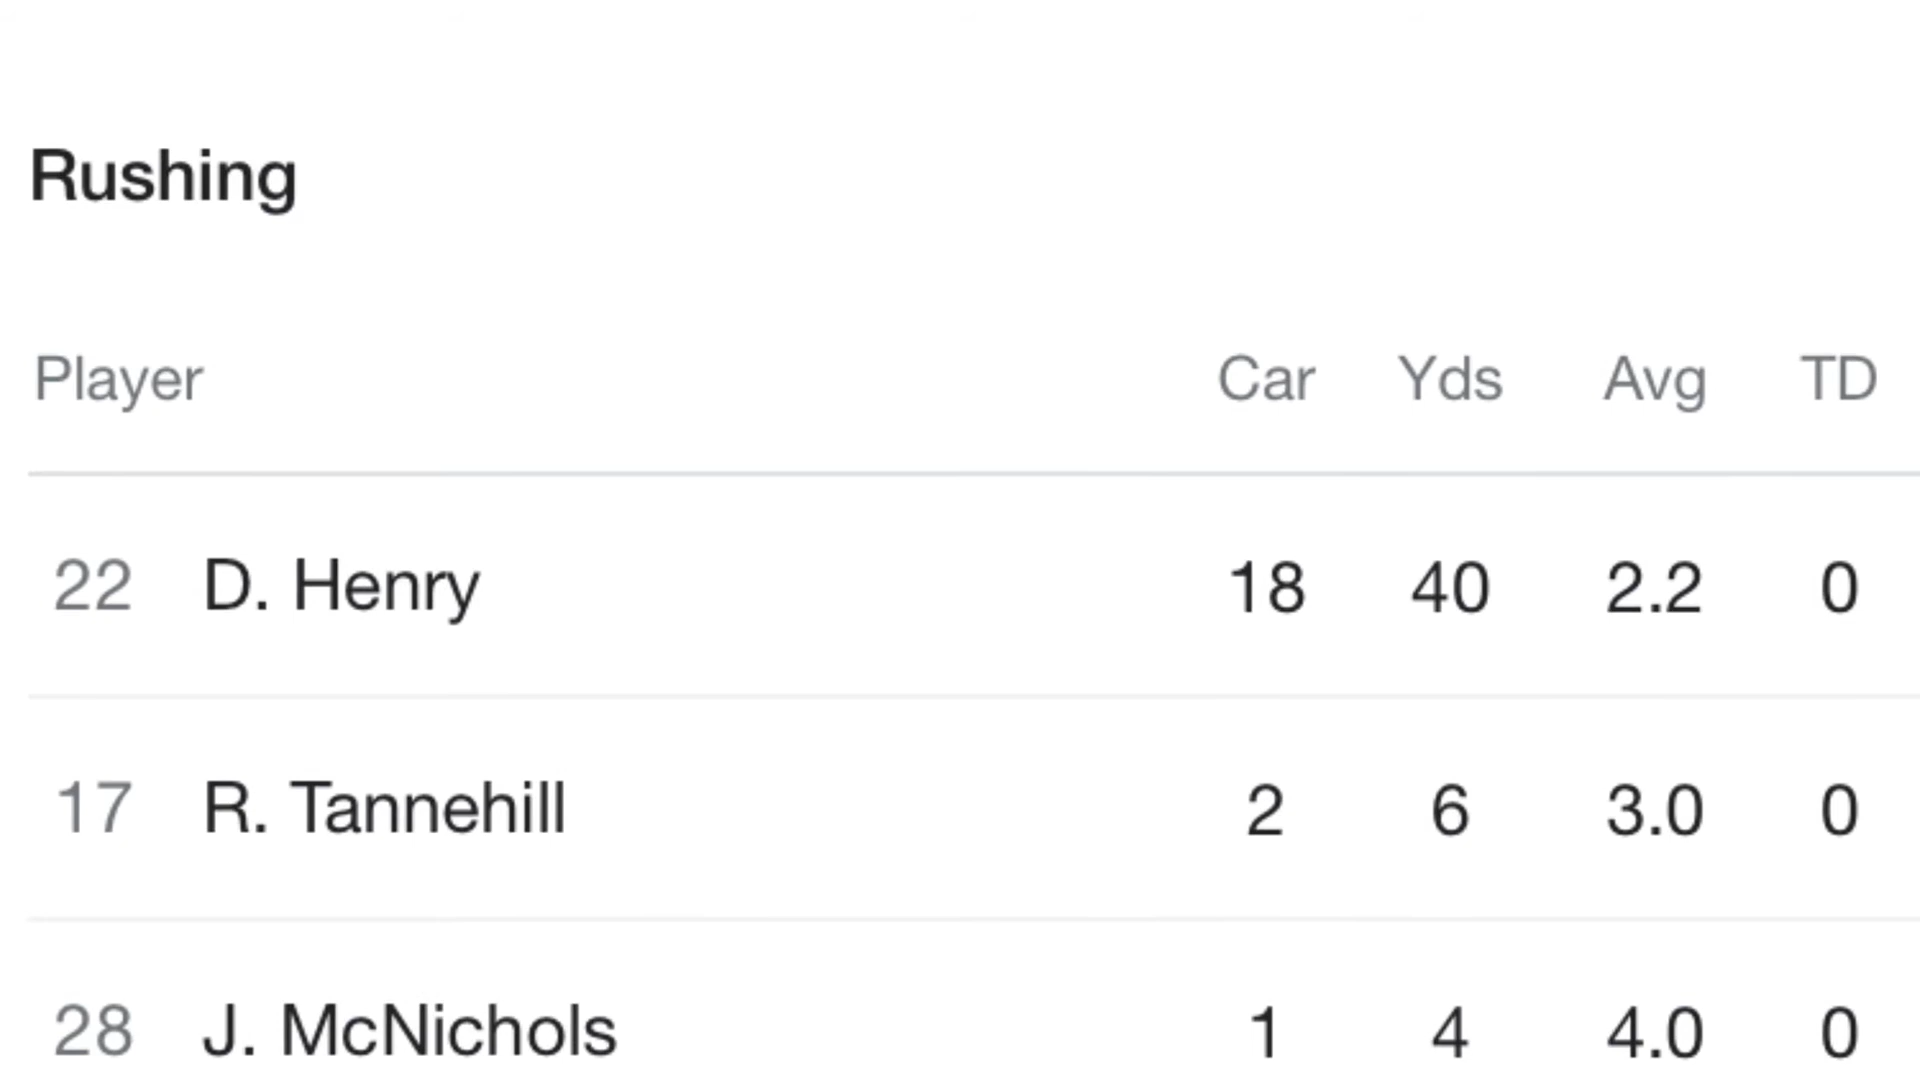 Rushing
Player Car Yds Avg TD
22 D. Henry 18 40 2.2 0
17 R. Tannehill 2 6 3.0 0
28 J. McNichols 1 4 4.0 0